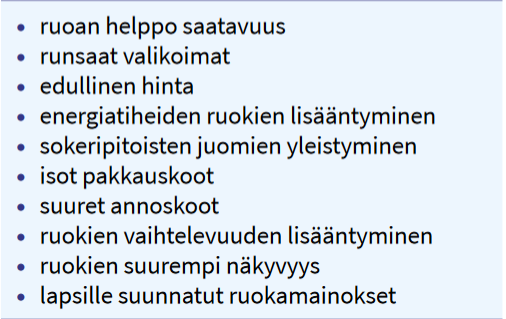 • ruoan helppo saatavuus
• runsaat valikoimat
• edullinen hinta
• energiatiheiden ruokien lisääntyminen
• sokeripitoisten juomien yleistyminen
• isot pakkauskoot
• suuret annoskoot
• ruokien vaihtelevuuden lisääntyminen
• ruokien suurempi näkyvyys
• lapsille suunnatut ruokamainokset